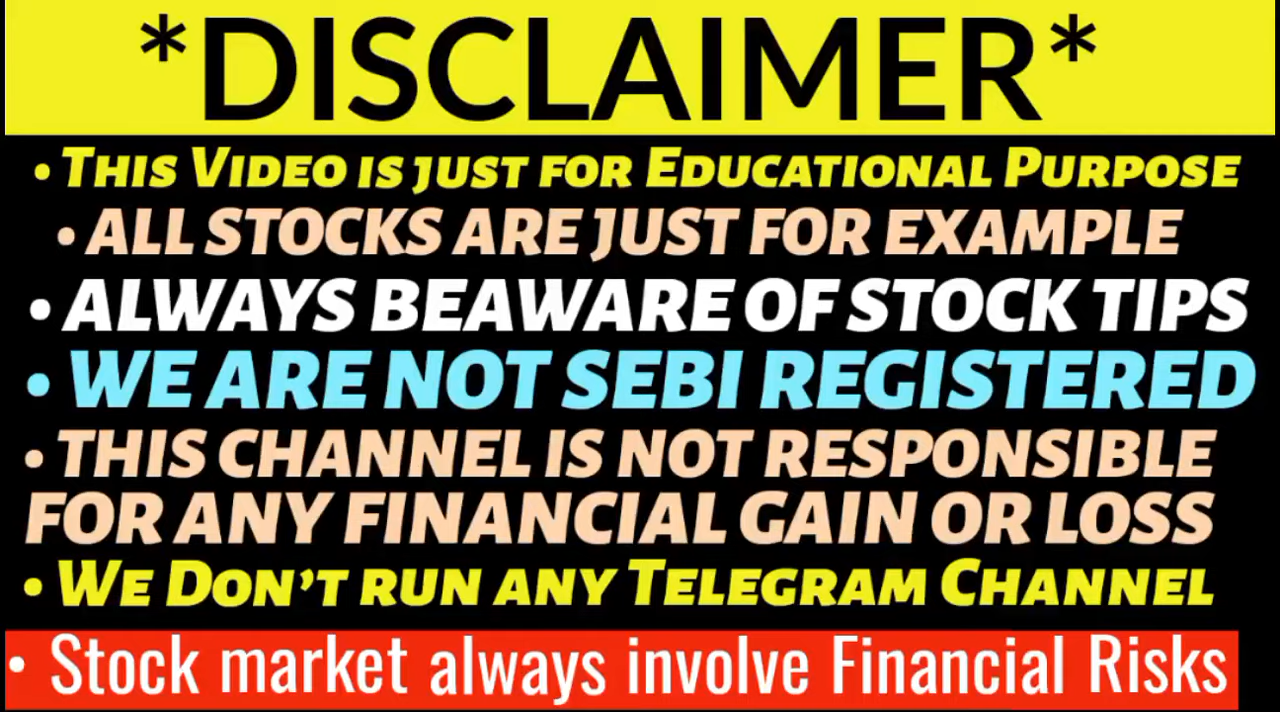 *DISCLAIMER*
• This Video is just for Educational Purpose
• ALL STOCKS ARE JUST FOR EXAMPLE
• ALWAYS BEAWARE OF STOCK TIPS
• WE ARE NOT SEBI REGISTERED
• THIS CHANNEL IS NOT RESPONSIBLE
FOR ANY FINANCIAL GAIN OR LOSS
• We Don’t run any Telegram Channel
• Stock market always involve Financial Risks